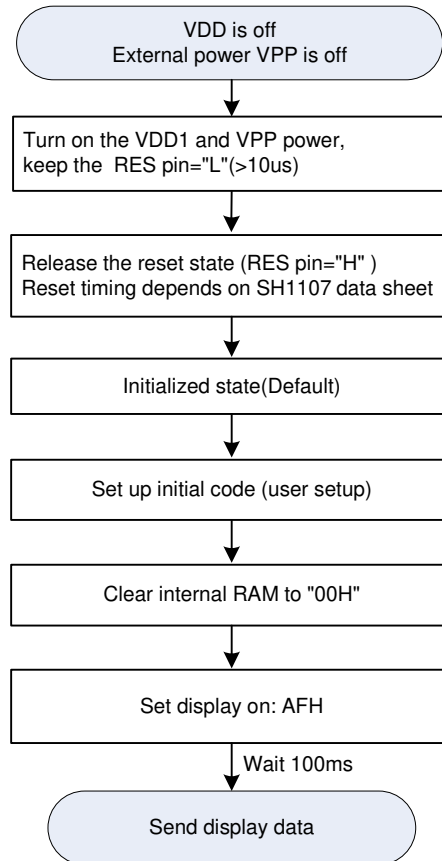 VDD is off
External power VPP is off
Turn on the VDD1 and VPP power,
keep the RES pin="L"(>10us)
Release the reset state (RES pin="H" )
Reset timing depends on SH1107 data sheet
Initialized state(Default)
Set up initial code (user setup)
Clear internal RAM to "00H"
Set display on: AFH
Wait 100ms
Send display data